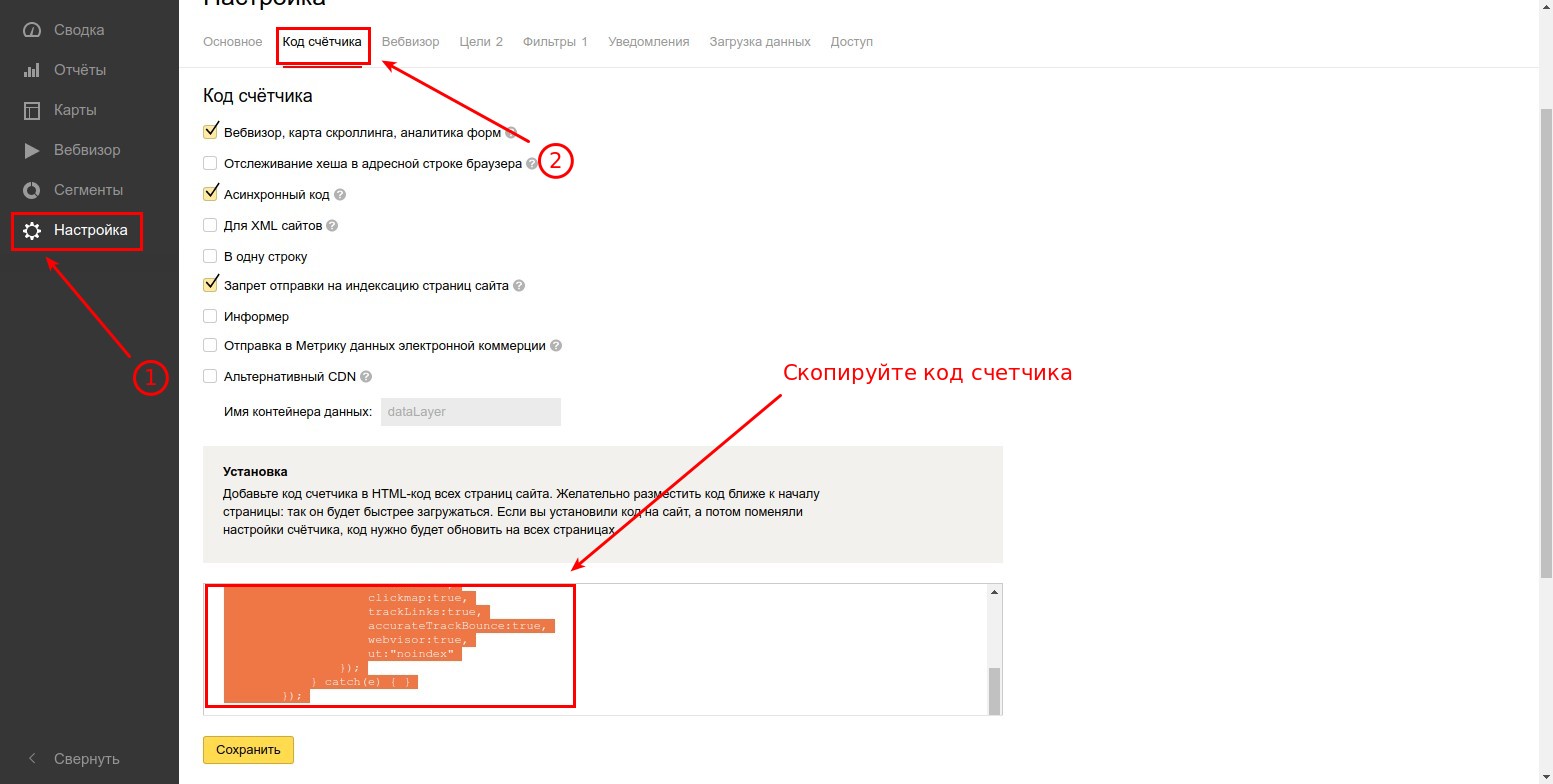 Настройка
Сводка
Отчёты
Карты
Вебвизор
Сегменты
Настройка
1
Свернуть
Основное Код счётчика Вебвизор Цели 2 Фильтры 1 Уведомления Загрузка данных Доступ
2
Код счётчика
Вебвизор, карта скроллинга, аналитика форм ?
Отслеживание хеша в адресной строке браузера ?
Асинхронный код ?
Для XML сайтов ?
В одну строку
Запрет отправки на индексацию страниц сайта ?
Информер
Отправка в Метрику данных электронной коммерции ?
Альтернативный CDN ?
Имя контейнера данных: dataLayer
Скопируйте код счетчика
Установка
Добавьте код счетчика в HTML-код всех страниц сайта. Желательно разместить код ближе к началу
страницы: так он будет быстрее загружаться. Если вы установили код на сайт, а потом поменяли
настройки счётчика, код нужно будет обновить на всех страницах.
clickmap:true,
trackLinks:true,
accurateTrackBounce:true,
webvisor:true,
ut:"noindex"
});
} catch(e) { }
});
Сохранить